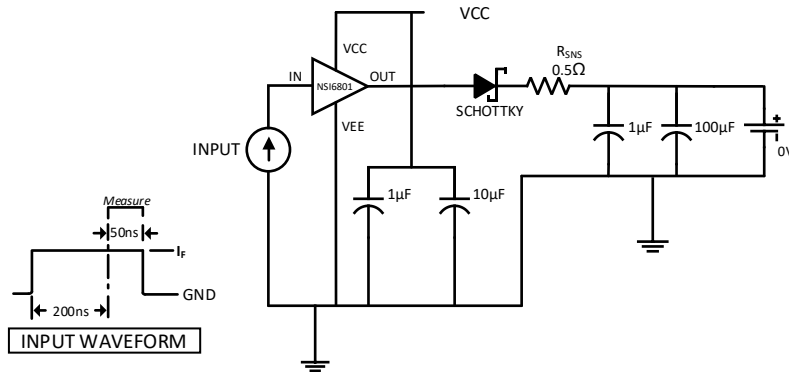 VCC
VCC
IN
NSI6801
OUT
VEE
INPUT
SCHOTTKY
RSNS
0.5Ω
1µF
100µF
0V
1µF
10µF
Measure
50ns
IF
GND
200ns
INPUT WAVEFORM